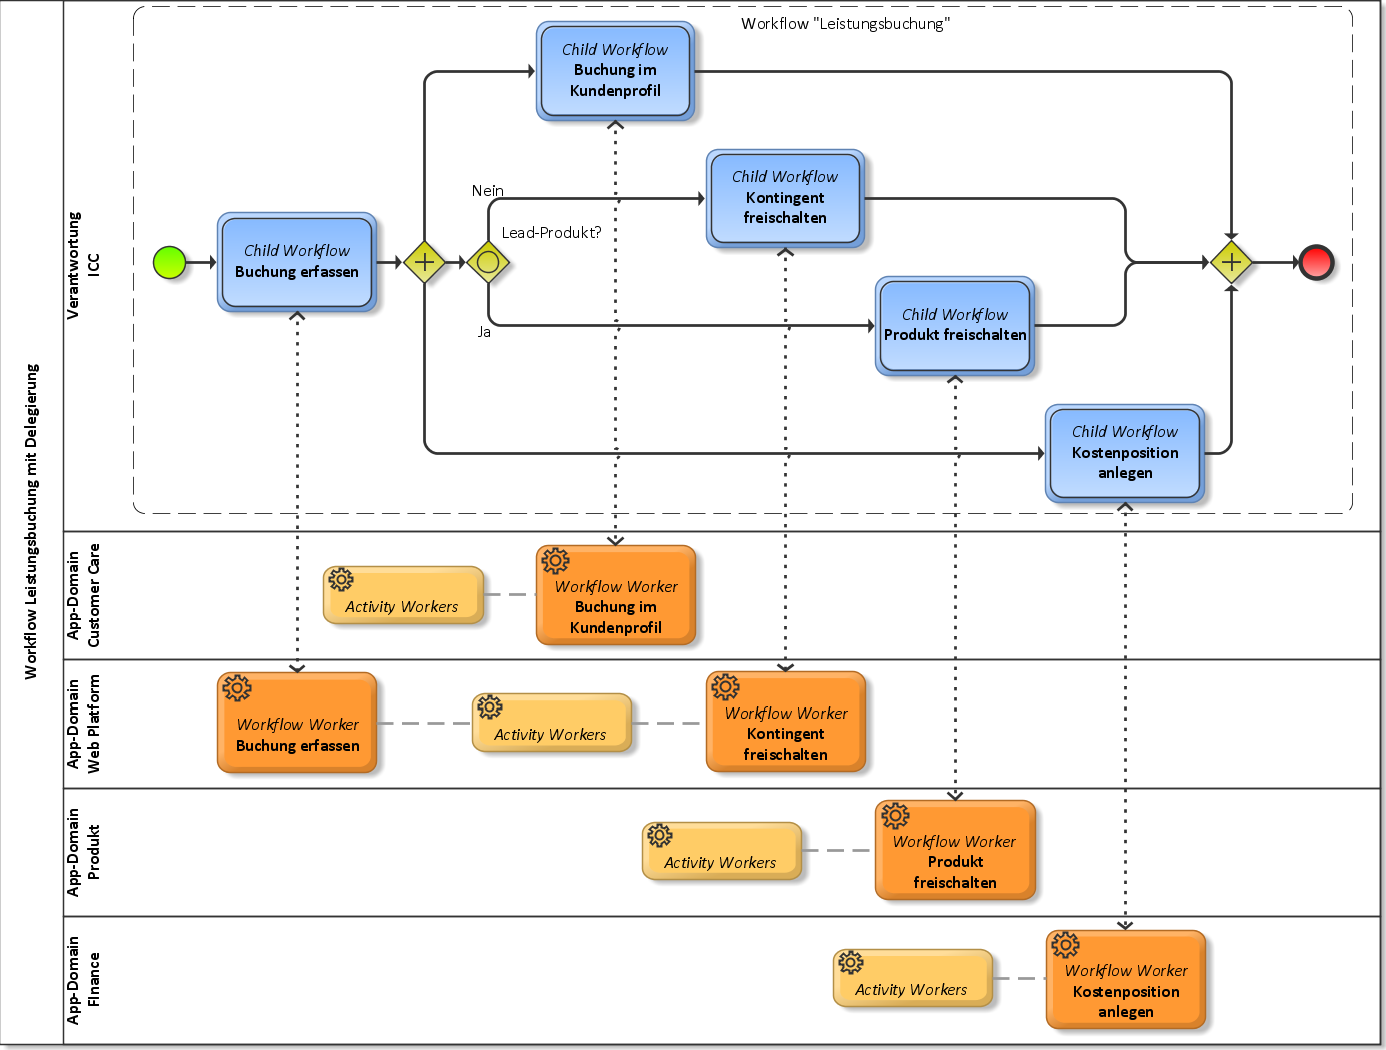 Workflow Leistungsbuchung mit Delegierung
Verantwortung
ICC
Workflow "Leistungsbuchung"
Child Workflow
Buchung im
Kundenprofil
Nein
Child Workflow
Kontingent
freischalten
Lead-Produkt?
Child Workflow
Buchung erfassen
Ja
Child Workflow
Produkt freischalten
Child Workflow
Kostenposition
anlegen
App-Domain
Customer Care
Activity Workers
Workflow Worker
Buchung im
Kundenprofil
App-Domain
Web Platform
Workflow Worker
Buchung erfassen
Activity Workers
Workflow Worker
Kontingent
freischalten
App-Domain
Produkt
Activity Workers
Workflow Worker
Produkt
freischalten
App-Domain
Finance
Activity Workers
Workflow Worker
Kostenposition
anlegen